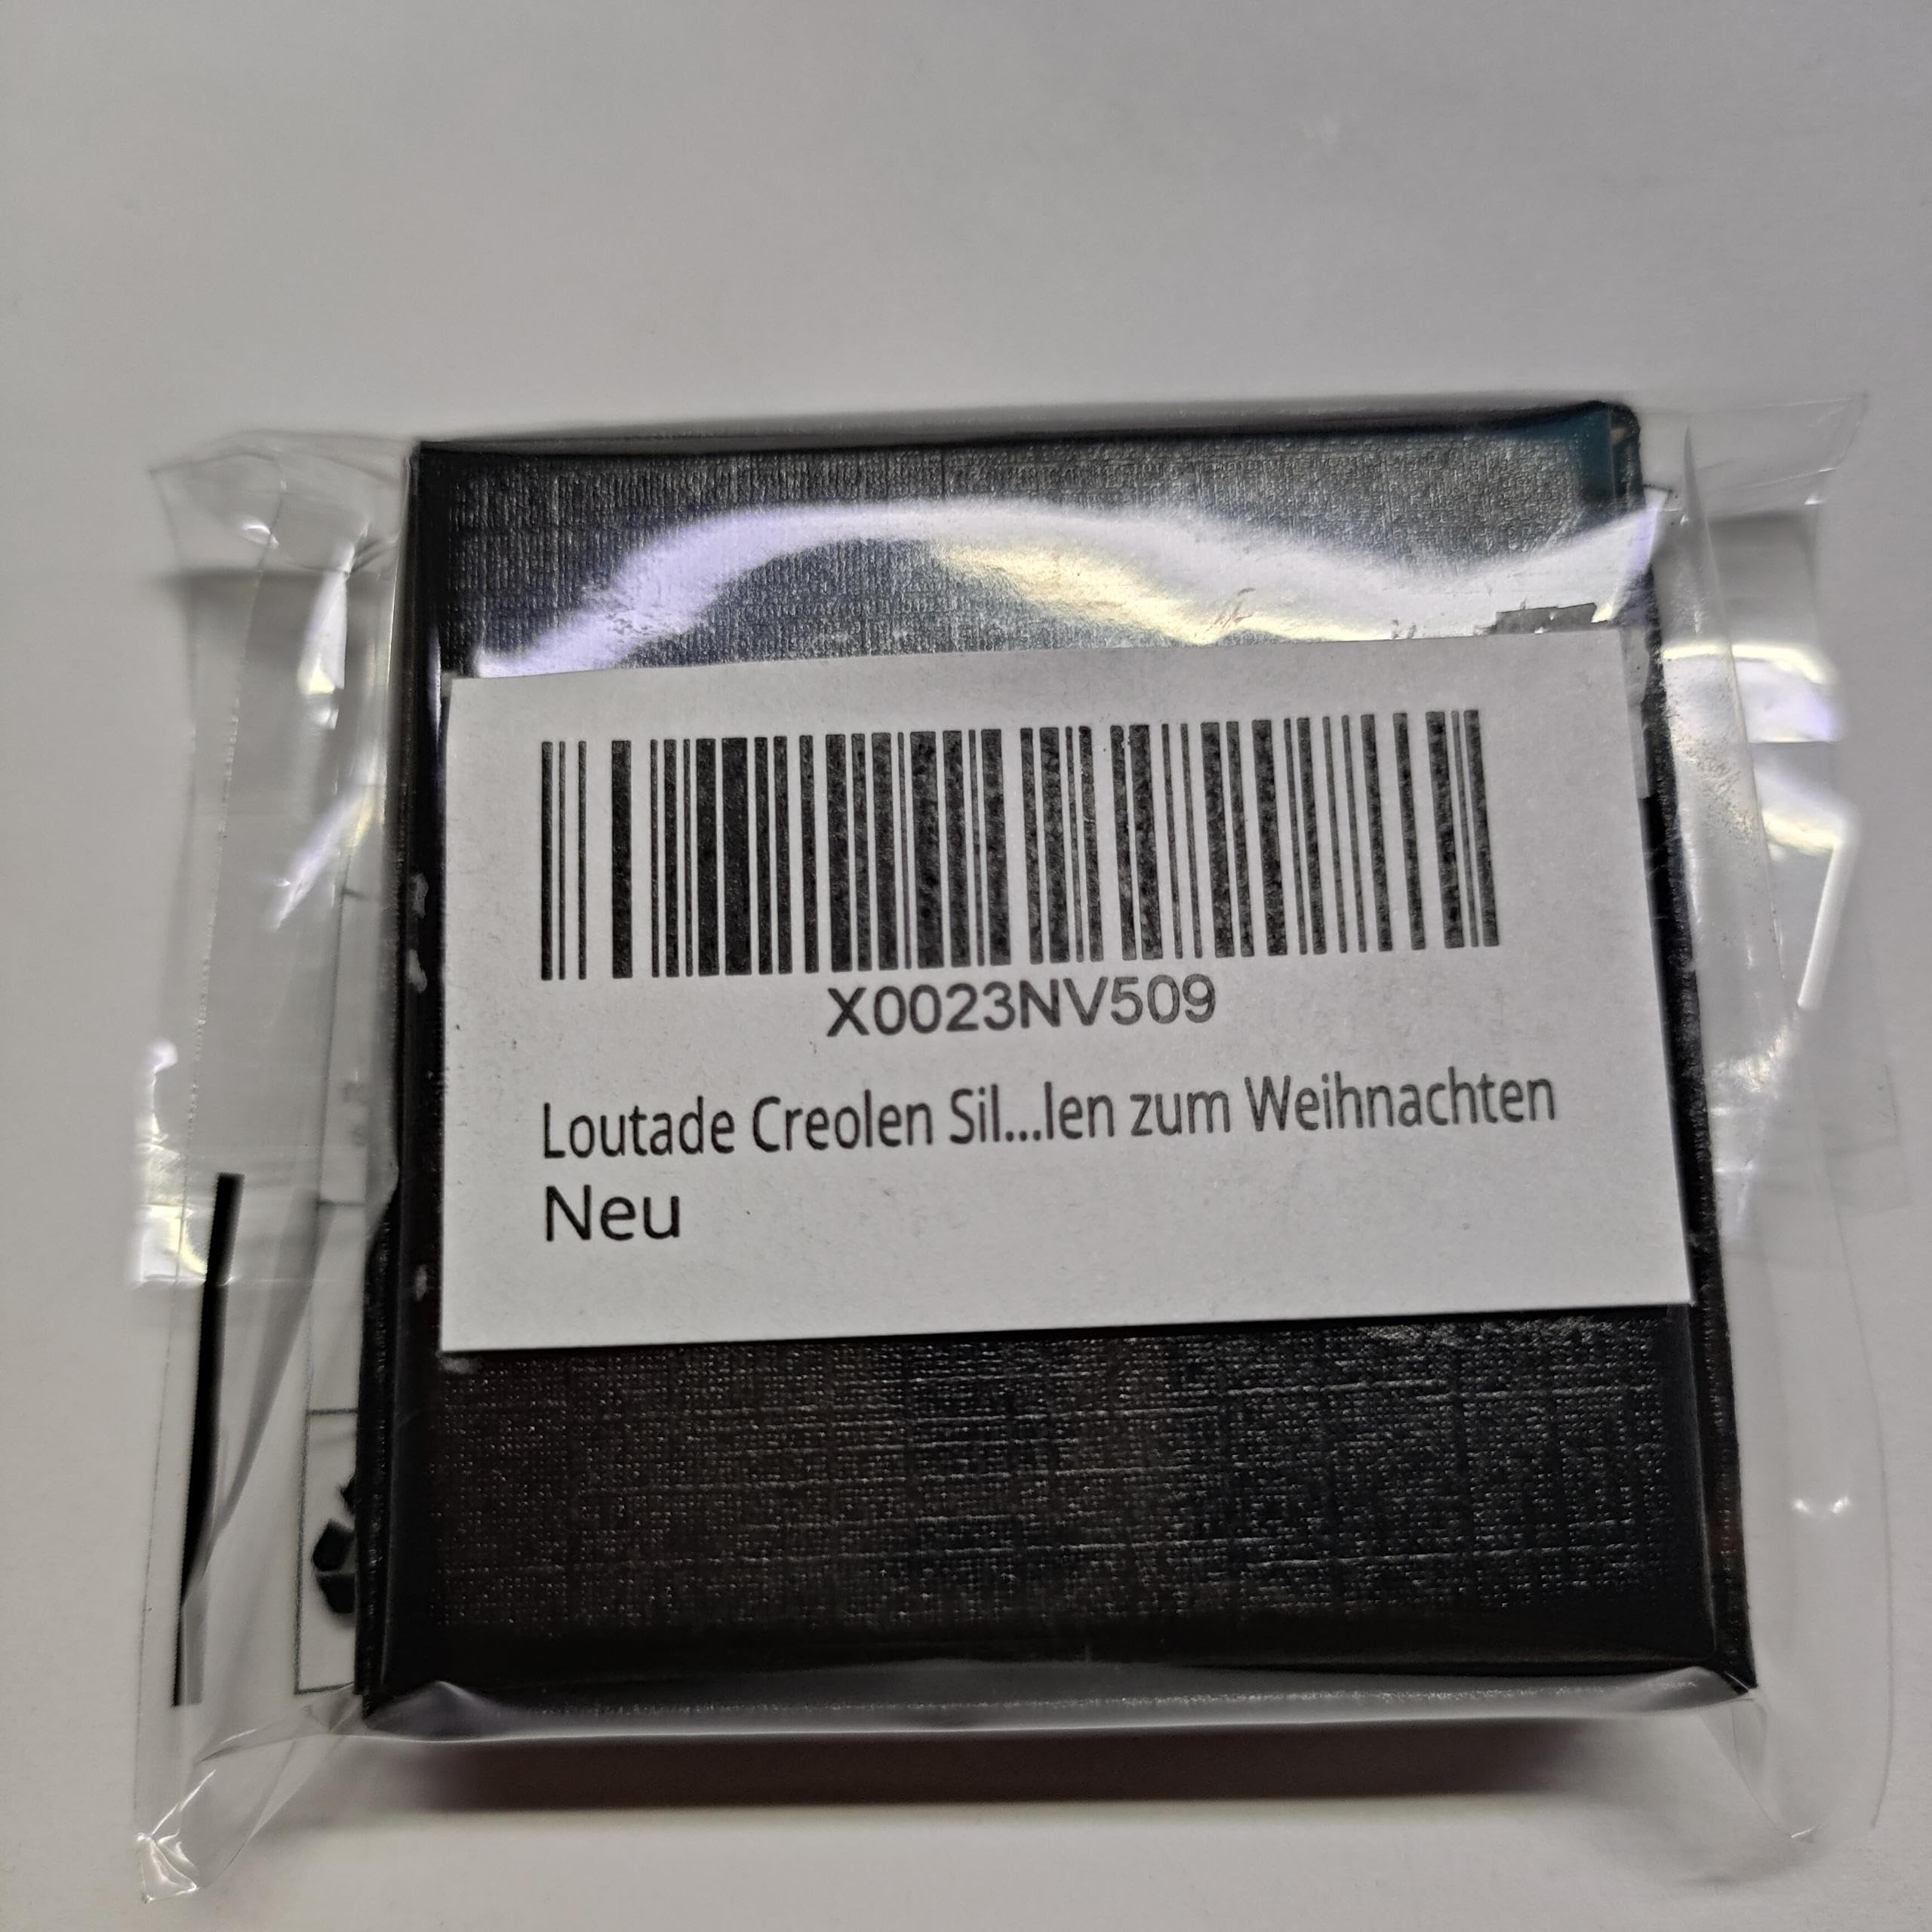 X0023NV509
Loutade Creolen Sil...len zum Weihnachten
Neu